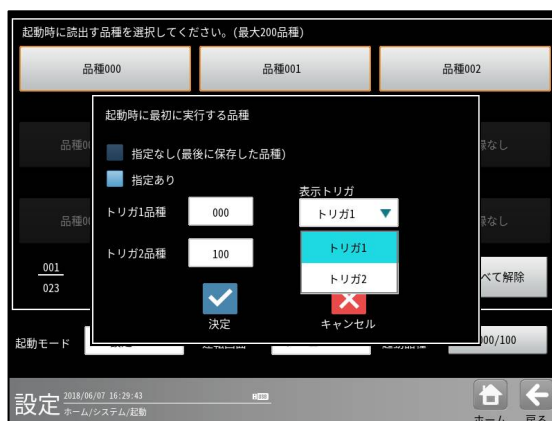 起動時に読出す品種を選択してください。(最大200品種)
品種000
品種001
品種002
起動時に最初に実行する品種
指定なし(最後に保存した品種)
指定あり
表示トリガ
トリガ1品種
000
トリガ1
トリガ2品種
100
トリガ1
トリガ2
決定
キャンセル
001
023
べて解除
起動モード
000/100
設定
2018/06/07 16:29:43
ホーム/システム/起動
ホーム
戻る